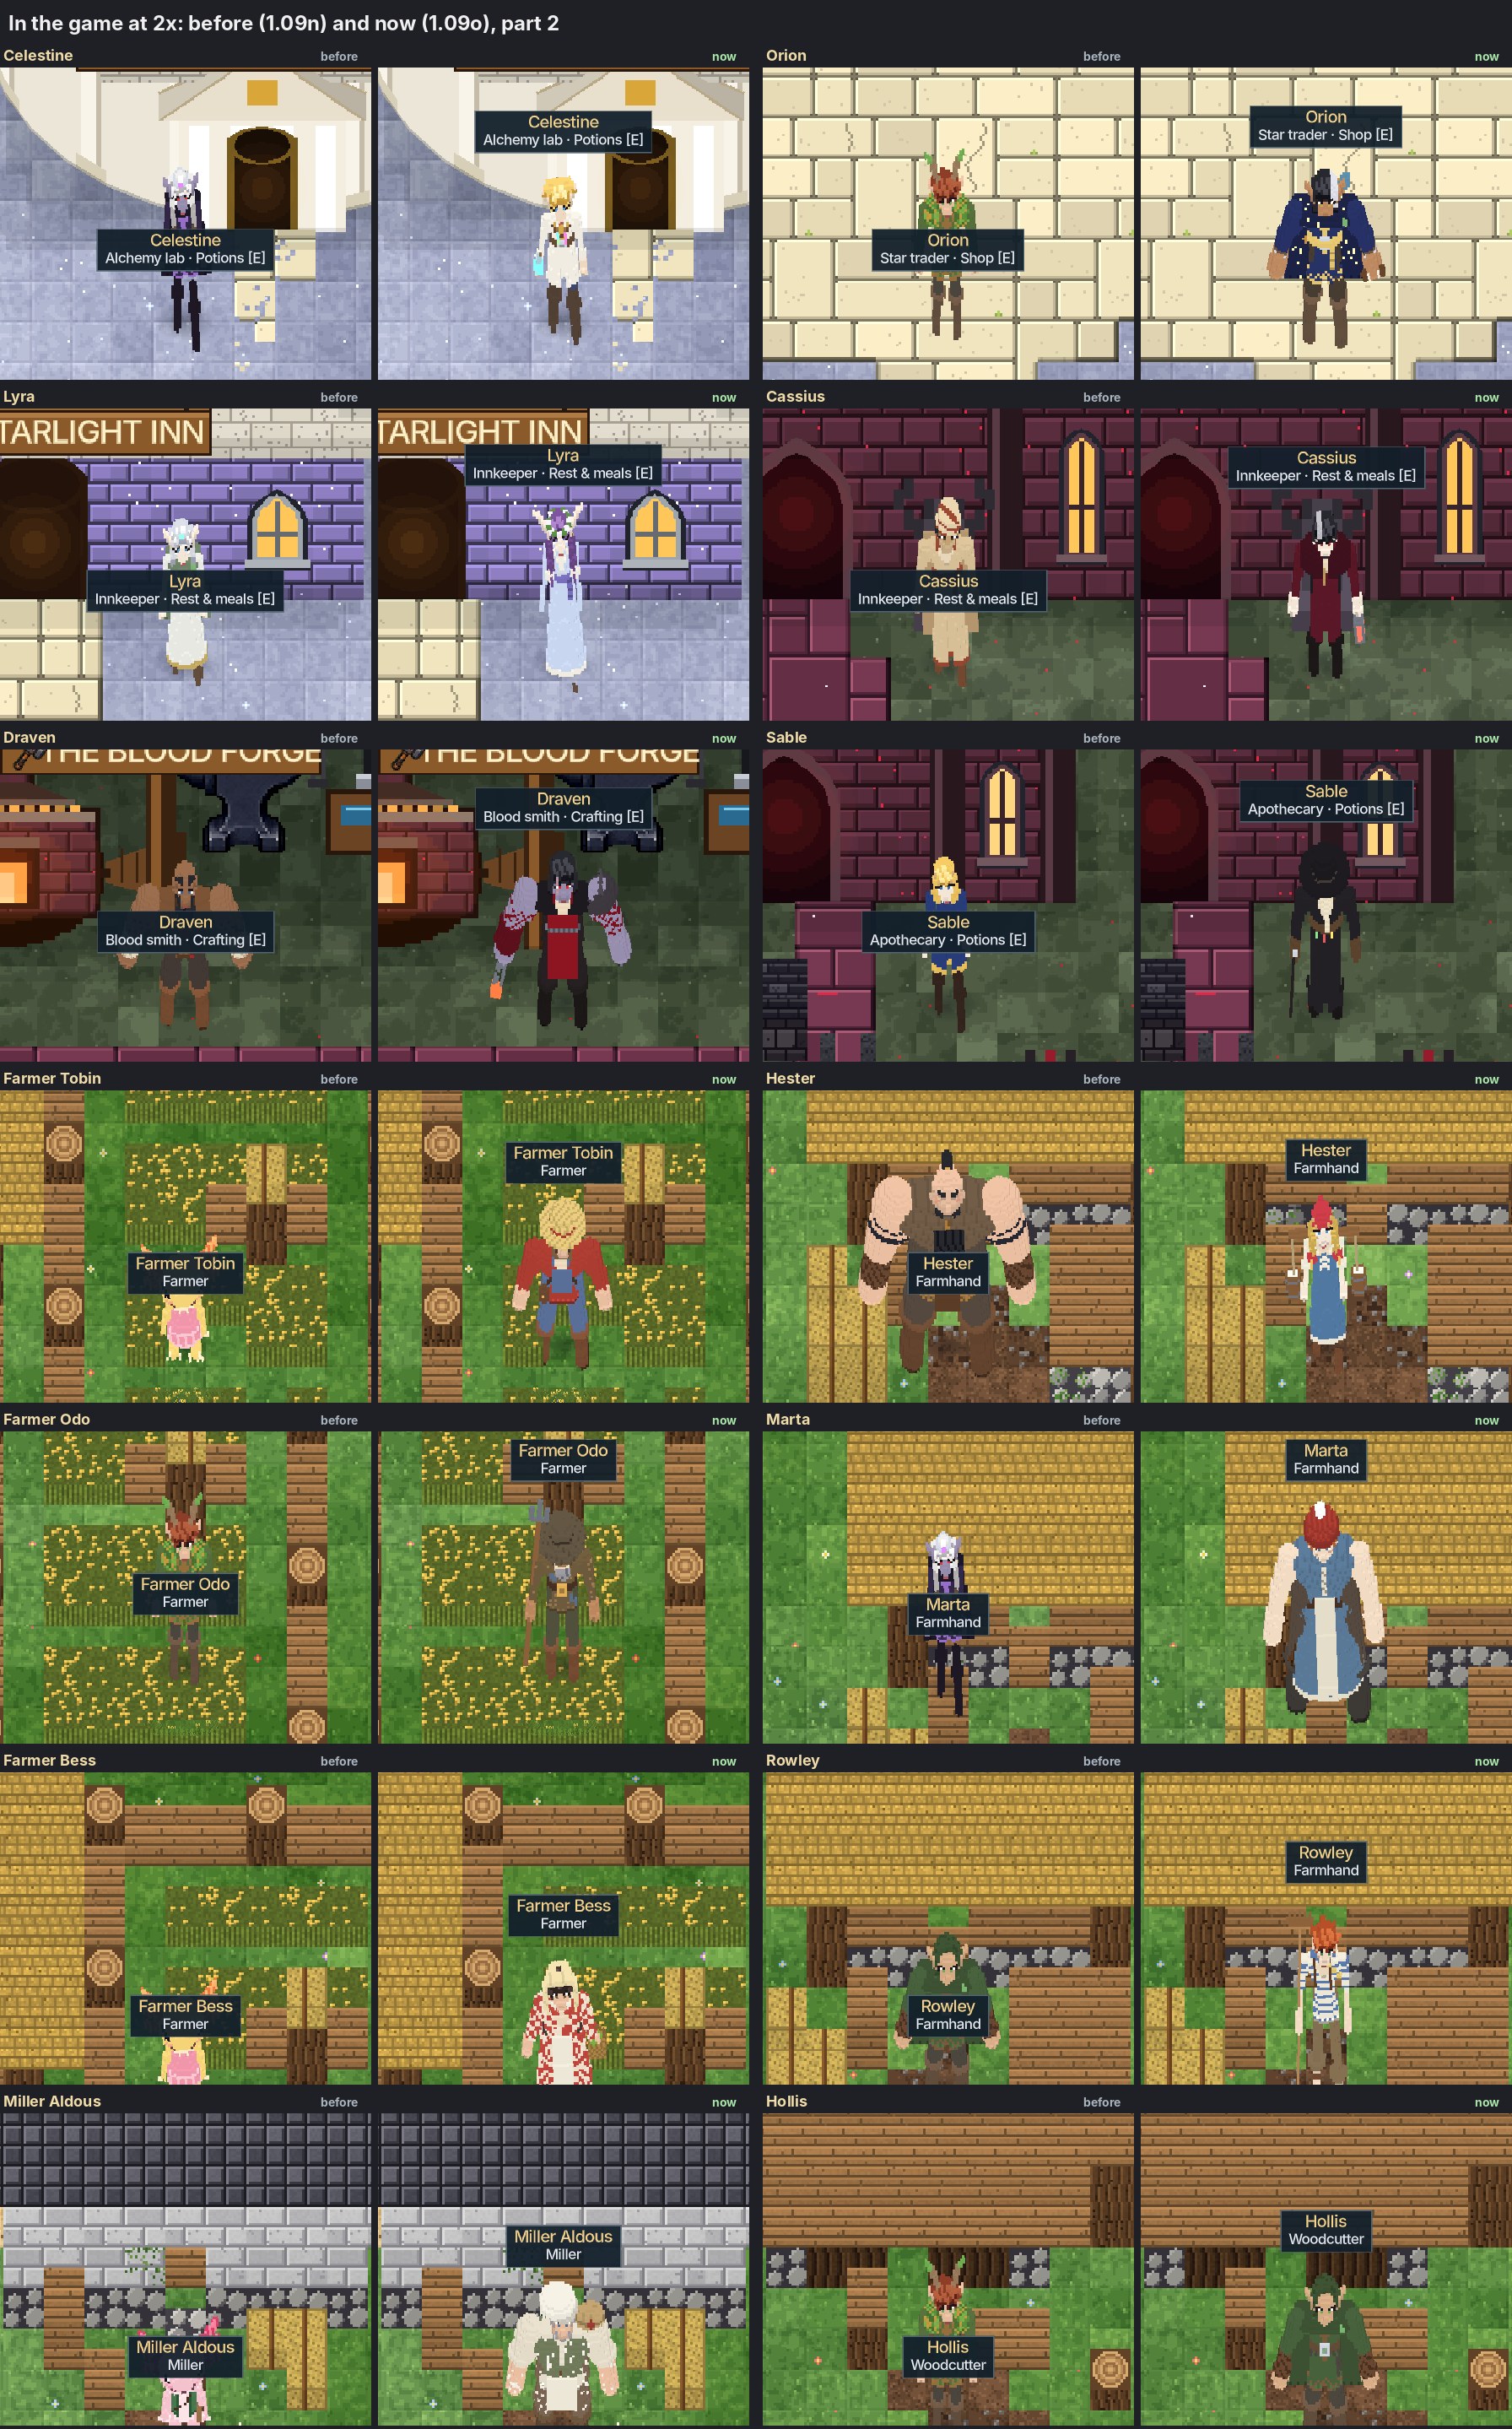 In the game at 2x: before (1.09n) and now (1.09o), part 2
Celestine before now
Celestine
Alchemy lab · Potions [E]
Celestine
Alchemy lab · Potions [E]
Orion before now
Orion
Star trader · Shop [E]
Orion
Star trader · Shop [E]
Lyra before now
TARLIGHT INN
Lyra
Innkeeper · Rest & meals [E]
TARLIGHT INN
Lyra
Innkeeper · Rest & meals [E]
Cassius before now
Cassius
Innkeeper · Rest & meals [E]
Cassius
Innkeeper · Rest & meals [E]
Draven before now
THE BLOOD FORGE
Draven
Blood smith · Crafting [E]
THE BLOOD FORGE
Draven
Blood smith · Crafting [E]
Sable before now
Sable
Apothecary · Potions [E]
Sable
Apothecary · Potions [E]
Farmer Tobin before now
Farmer Tobin
Farmer
Farmer Tobin
Farmer
Hester before now
Hester
Farmhand
Hester
Farmhand
Farmer Odo before now
Farmer Odo
Farmer
Farmer Odo
Farmer
Marta before now
Marta
Farmhand
Marta
Farmhand
Farmer Bess before now
Farmer Bess
Farmer
Farmer Bess
Farmer
Rowley before now
Rowley
Farmhand
Rowley
Farmhand
Miller Aldous before now
Miller Aldous
Miller
Miller Aldous
Miller
Hollis before now
Hollis
Woodcutter
Hollis
Woodcutter